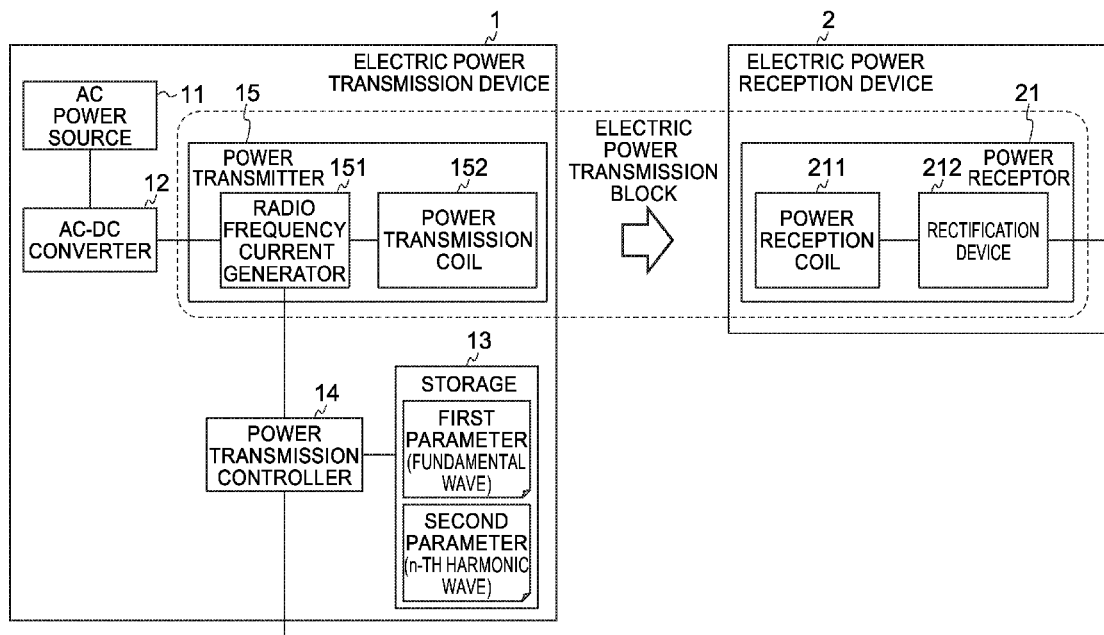 1
ELECTRIC POWER
TRANSMISSION DEVICE
AC
POWER
SOURCE
11
12
AC-DC
CONVERTER
15
POWER
TRANSMITTER
151
RADIO
FREQUENCY
CURRENT
GENERATOR
152
POWER
TRANSMISSION
COIL
13
STORAGE
FIRST
PARAMETER
(FUNDAMENTAL
WAVE)
SECOND
PARAMETER
(n-TH HARMONIC
WAVE)
14
POWER
TRANSMISSION
CONTROLLER
ELECTRIC
POWER
TRANSMISSION
BLOCK
2
ELECTRIC POWER
RECEPTION DEVICE
21
POWER
RECEPTOR
211
POWER
RECEPTION
COIL
212
RECTIFICATION
DEVICE